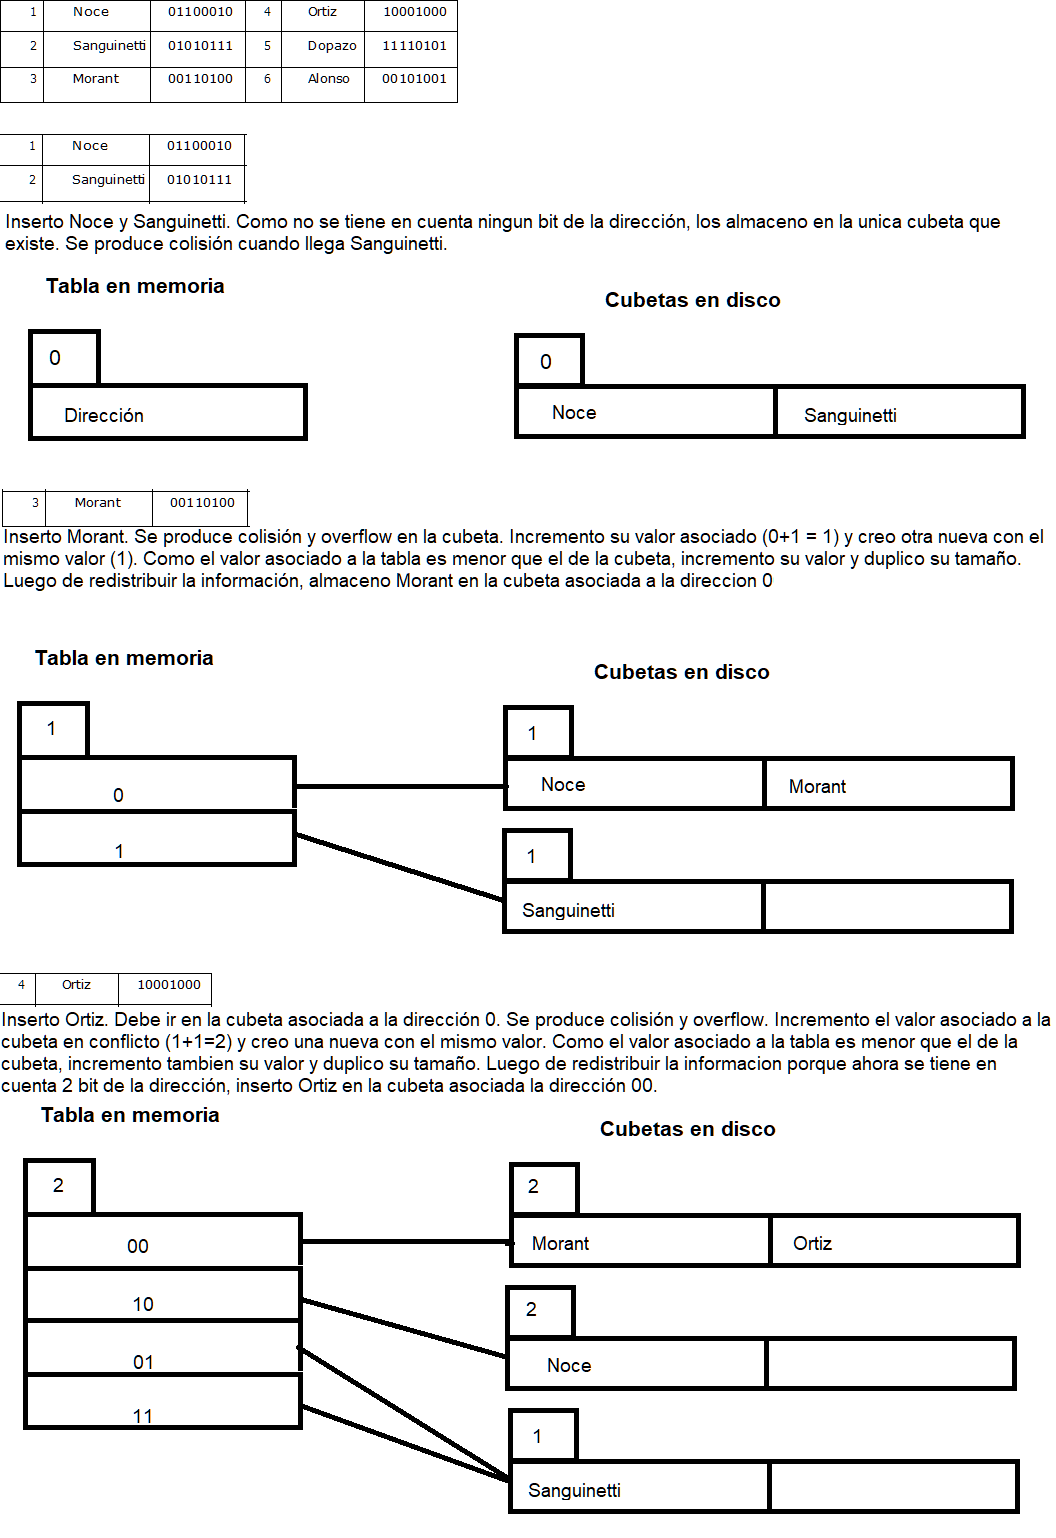 1 Noce 01100010 4 Ortiz 10001000
2 Sanguinetti 01010111 5 Dopazo 11110101
3 Morant 00110100 6 Alonso 00101001
1 Noce 01100010
2 Sanguinetti 01010111
Inserto Noce y Sanguinetti. Como no se tiene en cuenta ningun bit de la dirección, los almaceno en la unica cubeta que
existe. Se produce colisión cuando llega Sanguinetti.
Tabla en memoria
Cubetas en disco
0
0
Dirección
Noce Sanguinetti
3 Morant 00110100
Inserto Morant. Se produce colisión y overflow en la cubeta. Incremento su valor asociado (0+1 = 1) y creo otra nueva con el
mismo valor (1). Como el valor asociado a la tabla es menor que el de la cubeta, incremento su valor y duplico su tamaño.
Luego de redistribuir la información, almaceno Morant en la cubeta asociada a la direccion 0
Tabla en memoria
Cubetas en disco
1
1
0
Noce Morant
1
1
Sanguinetti
4 Ortiz 10001000
Inserto Ortiz. Debe ir en la cubeta asociada a la dirección 0. Se produce colisión y overflow. Incremento el valor asociado a la
cubeta en conflicto (1+1=2) y creo una nueva con el mismo valor. Como el valor asociado a la tabla es menor que el de la
cubeta, incremento tambien su valor y duplico su tamaño. Luego de redistribuir la informacion porque ahora se tiene en
cuenta 2 bit de la dirección, inserto Ortiz en la cubeta asociada la dirección 00.
Tabla en memoria
Cubetas en disco
2
2
00
Morant Ortiz
10
2
Noce
01
11
1
Sanguinetti